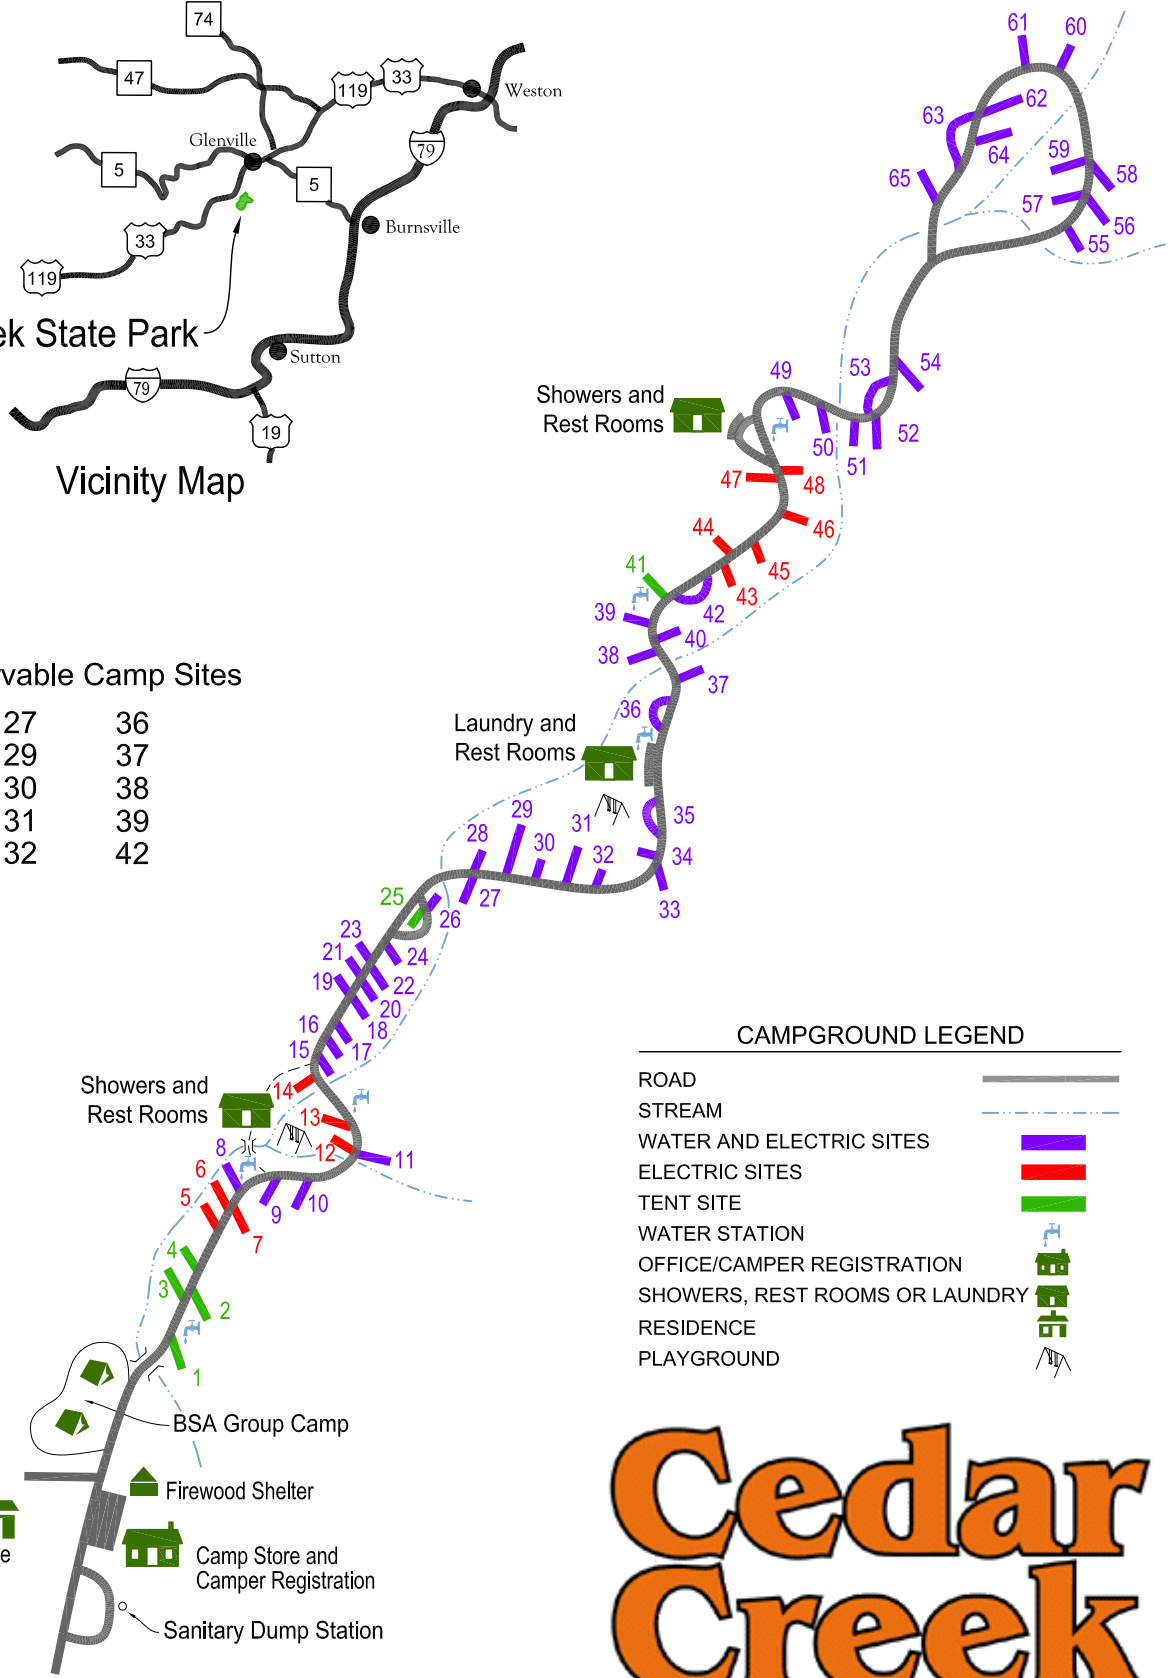 74
47
119
33
Weston
Glenville
79
5
5
Burnsville
33
119
ek State Park
Sutton
79
19
Vicinity Map
61
60
62
63
64
59
58
65
57
56
55
54
53
49
Showers and
Rest Rooms
50
52
51
47
48
46
44
45
43
41
42
39
40
38
37
36
Laundry and
Rest Rooms
35
34
33
vable Camp Sites
27 36
29 37
30 38
31 39
32 42
29
28
31
30
32
27
25
26
23
24
21
22
19
20
16
18
15
17
14
Showers and
Rest Rooms
13
12
11
8
6
5
10
9
7
4
3
2
1
CAMPGROUND LEGEND
ROAD
STREAM
WATER AND ELECTRIC SITES
ELECTRIC SITES
TENT SITE
WATER STATION
OFFICE/CAMPER REGISTRATION
SHOWERS, REST ROOMS OR LAUNDRY
RESIDENCE
PLAYGROUND
BSA Group Camp
Firewood Shelter
e
Camp Store and
Camper Registration
Sanitary Dump Station
Cedar
Creek